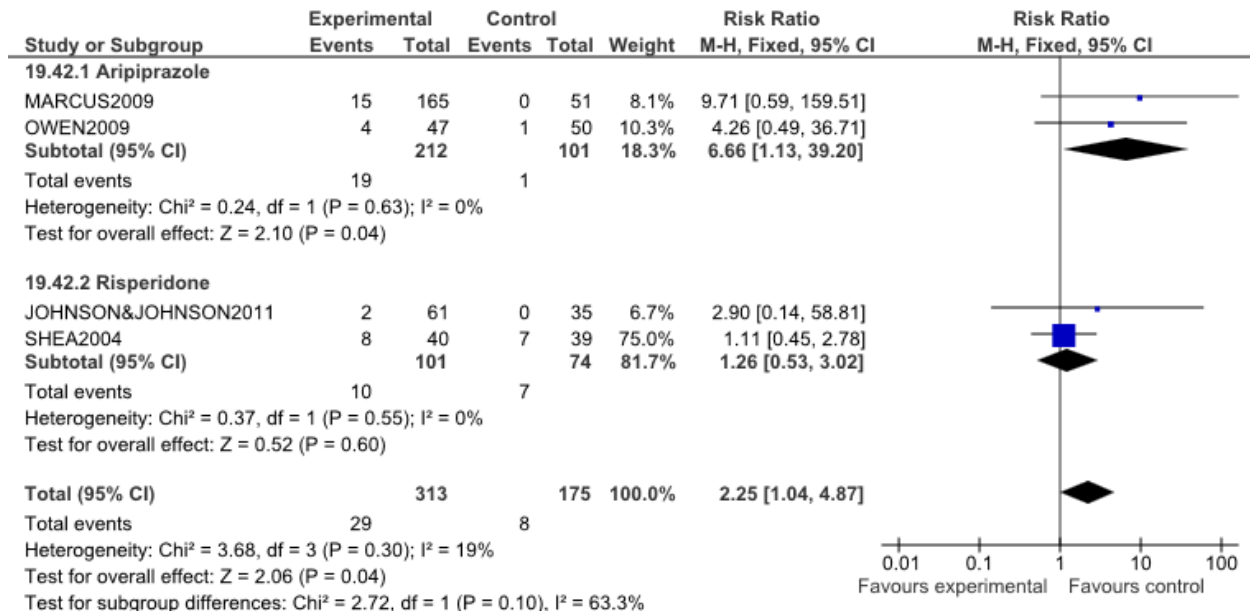 Experimental Control Risk Ratio Risk Ratio
Study or Subgroup Events Total Events Total Weight M-H, Fixed, 95% CI M-H, Fixed, 95% CI
19.42.1 Aripiprazole
MARCUS2009 15 165 0 51 8.1% 9.71 [0.59, 159.51]
OWEN2009 4 47 1 50 10.3% 4.26 [0.49, 36.71]
Subtotal (95% CI) 212 101 18.3% 6.66 [1.13, 39.20]
Total events 19 1
Heterogeneity: Chi² = 0.24, df = 1 (P = 0.63); I² = 0%
Test for overall effect: Z = 2.10 (P = 0.04)
19.42.2 Risperidone
JOHNSON&JOHNSON2011 2 61 0 35 6.7% 2.90 [0.14, 58.81]
SHEA2004 8 40 7 39 75.0% 1.11 [0.45, 2.78]
Subtotal (95% CI) 101 74 81.7% 1.26 [0.53, 3.02]
Total events 10 7
Heterogeneity: Chi² = 0.37, df = 1 (P = 0.55); I² = 0%
Test for overall effect: Z = 0.52 (P = 0.60)
Total (95% CI) 313 175 100.0% 2.25 [1.04, 4.87]
Total events 29 8
Heterogeneity: Chi² = 3.68, df = 3 (P = 0.30); I² = 19%
Test for overall effect: Z = 2.06 (P = 0.04)
Test for subgroup differences: Chi² = 2.72, df = 1 (P = 0.10), I² = 63.3%
0.01 0.1 1 10 100
Favours experimental Favours control